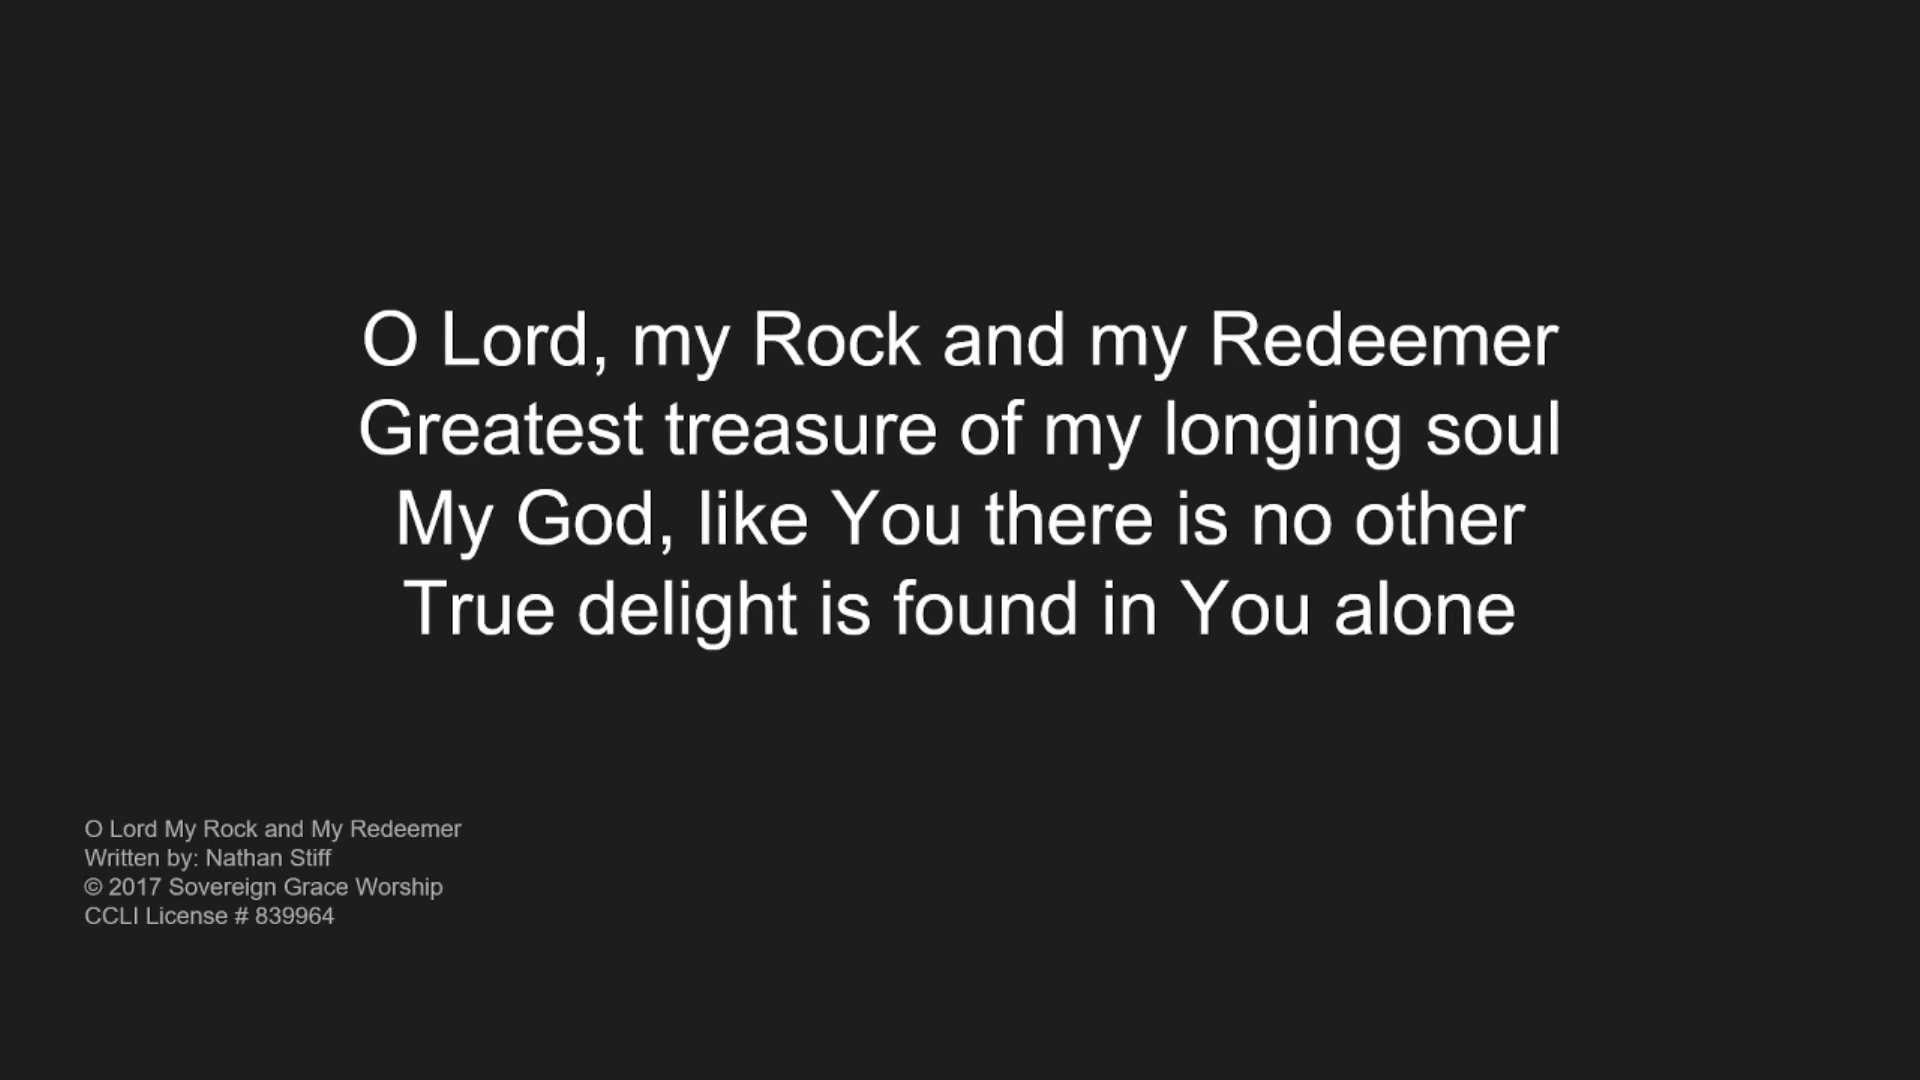 O Lord, my Rock and my Redeemer
Greatest treasure of my longing soul
My God, like You there is no other
True delight is found in You alone
O Lord My Rock and My Redeemer
Written by: Nathan Stiff
© 2017 Sovereign Grace Worship
CCLI License # 839964